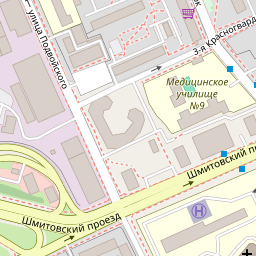 улица Подвойского
3-я Красногвард
Медицинское
училище
№9
Шмитовский пр
Шмитовский проезд
H